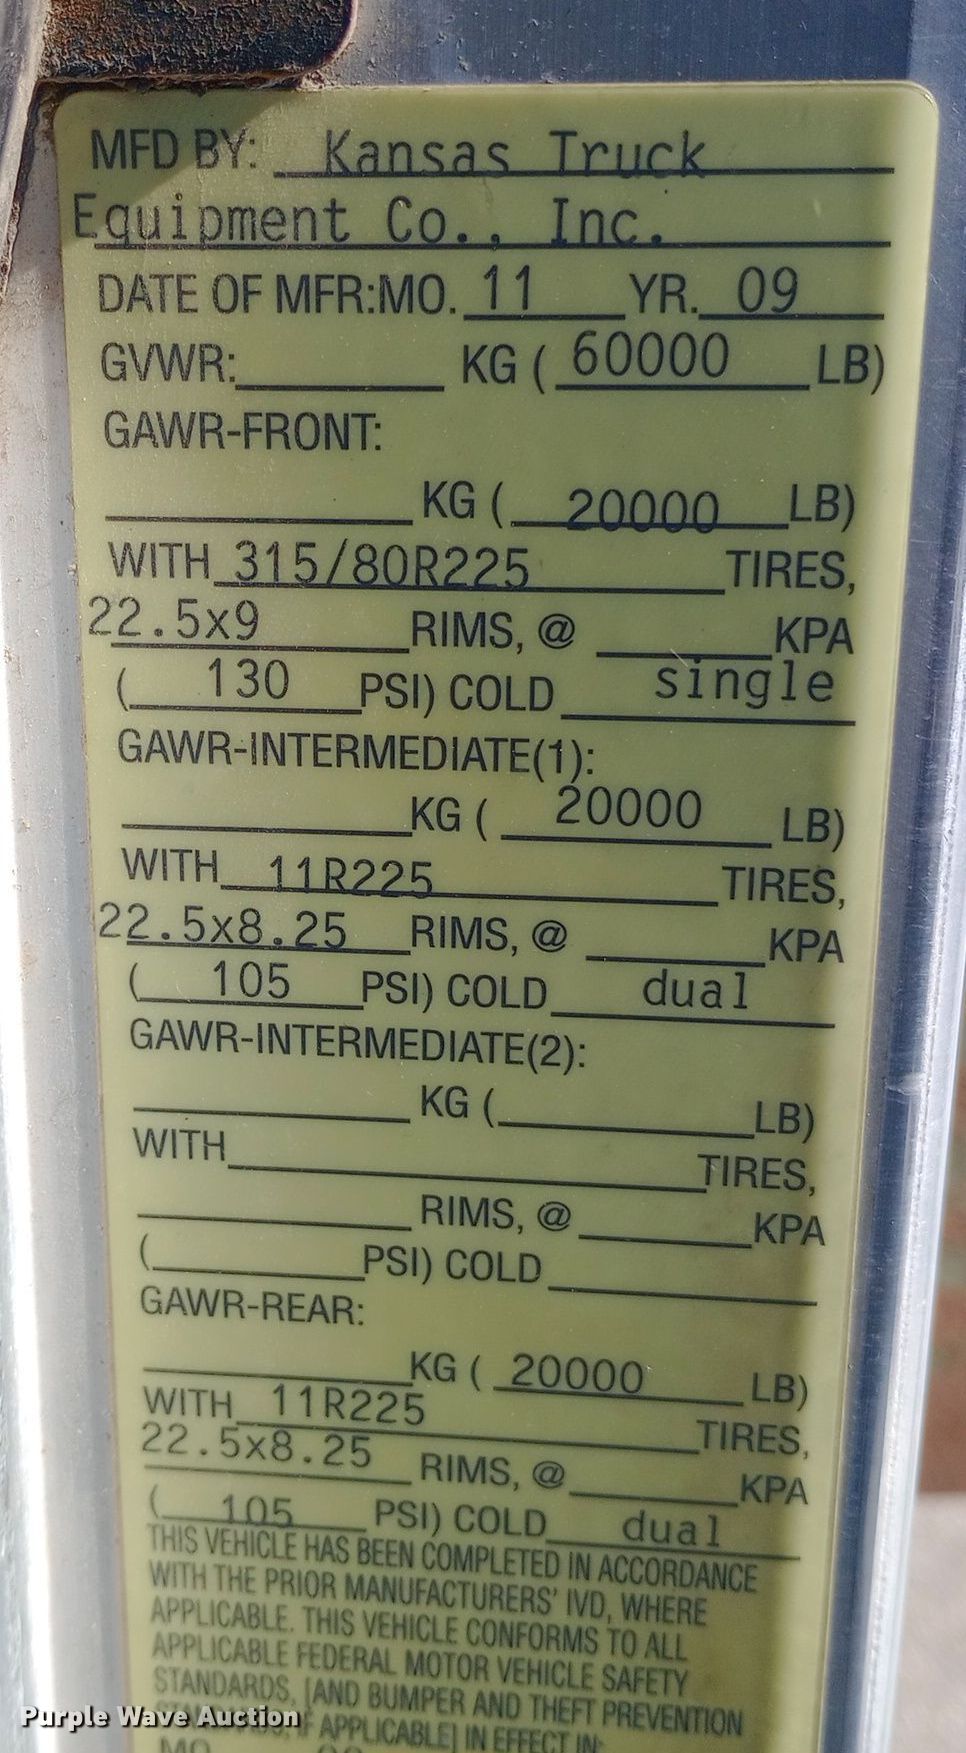 MFD BY: Kansas Truck
Equipment Co., Inc.
DATE OF MFR:MO. 11 YR. 09
GVWR: KG ( 60000 LB)
GAWR-FRONT:
KG ( 20000 LB)
WITH 315/80R225 TIRES,
22.5x9 RIMS, @ KPA
( 130 PSI) COLD single
GAWR-INTERMEDIATE(1):
KG ( 20000 LB)
WITH 11R225 TIRES,
22.5x8.25 RIMS, @ KPA
( 105 PSI) COLD dual
GAWR-INTERMEDIATE(2):
KG ( LB)
WITH TIRES,
RIMS, @ KPA
( PSI) COLD
GAWR-REAR:
KG ( 20000 LB)
WITH 11R225 TIRES,
22.5x8.25 RIMS, @ KPA
( 105 PSI) COLD dual
THIS VEHICLE HAS BEEN COMPLETED IN ACCORDANCE
WITH THE PRIOR MANUFACTURERS' IVD, WHERE
APPLICABLE. THIS VEHICLE CONFORMS TO ALL
APPLICABLE FEDERAL MOTOR VEHICLE SAFETY
STANDARDS, [AND BUMPER AND THEFT PREVENTION
STANDARDS, IF APPLICABLE] IN EFFECT IN:
MO.
Purple Wave Auction